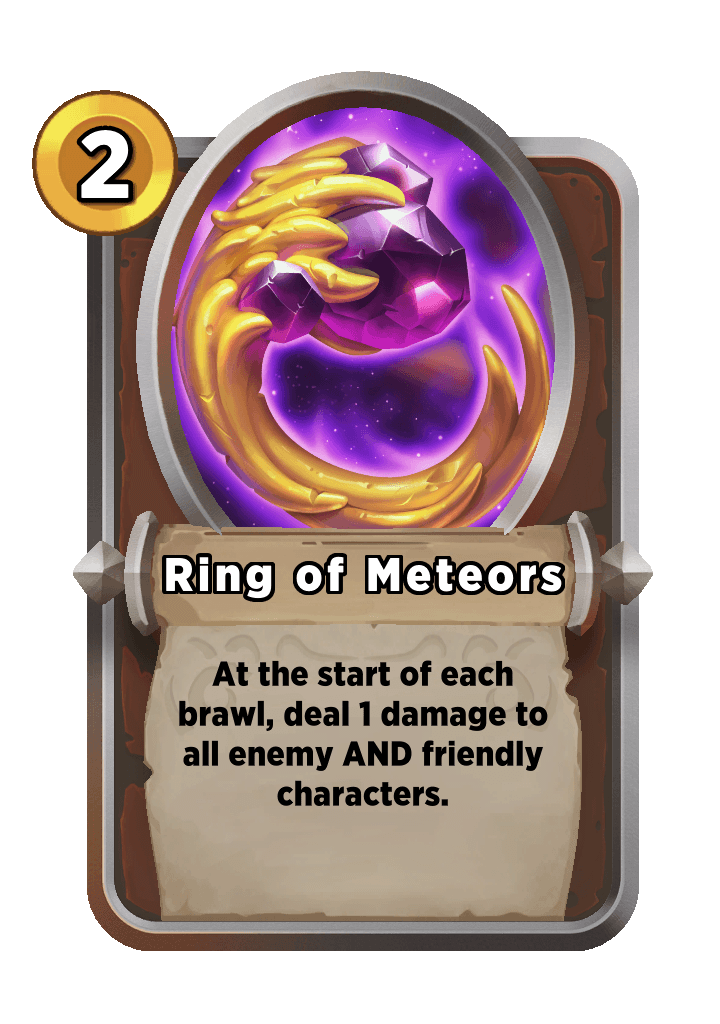 2
Ring of Meteors
At the start of each
brawl, deal 1 damage to
all enemy AND friendly
characters.